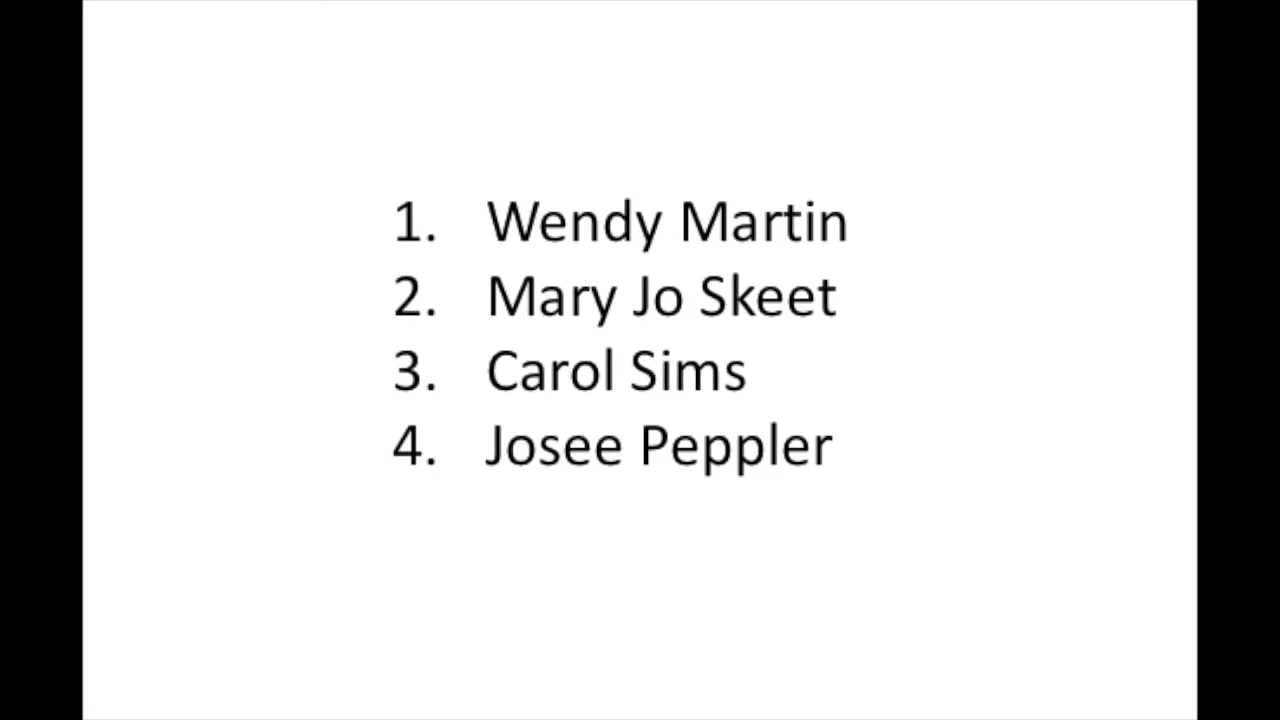 1. Wendy Martin
2. Mary Jo Skeet
3. Carol Sims
4. Josee Peppler